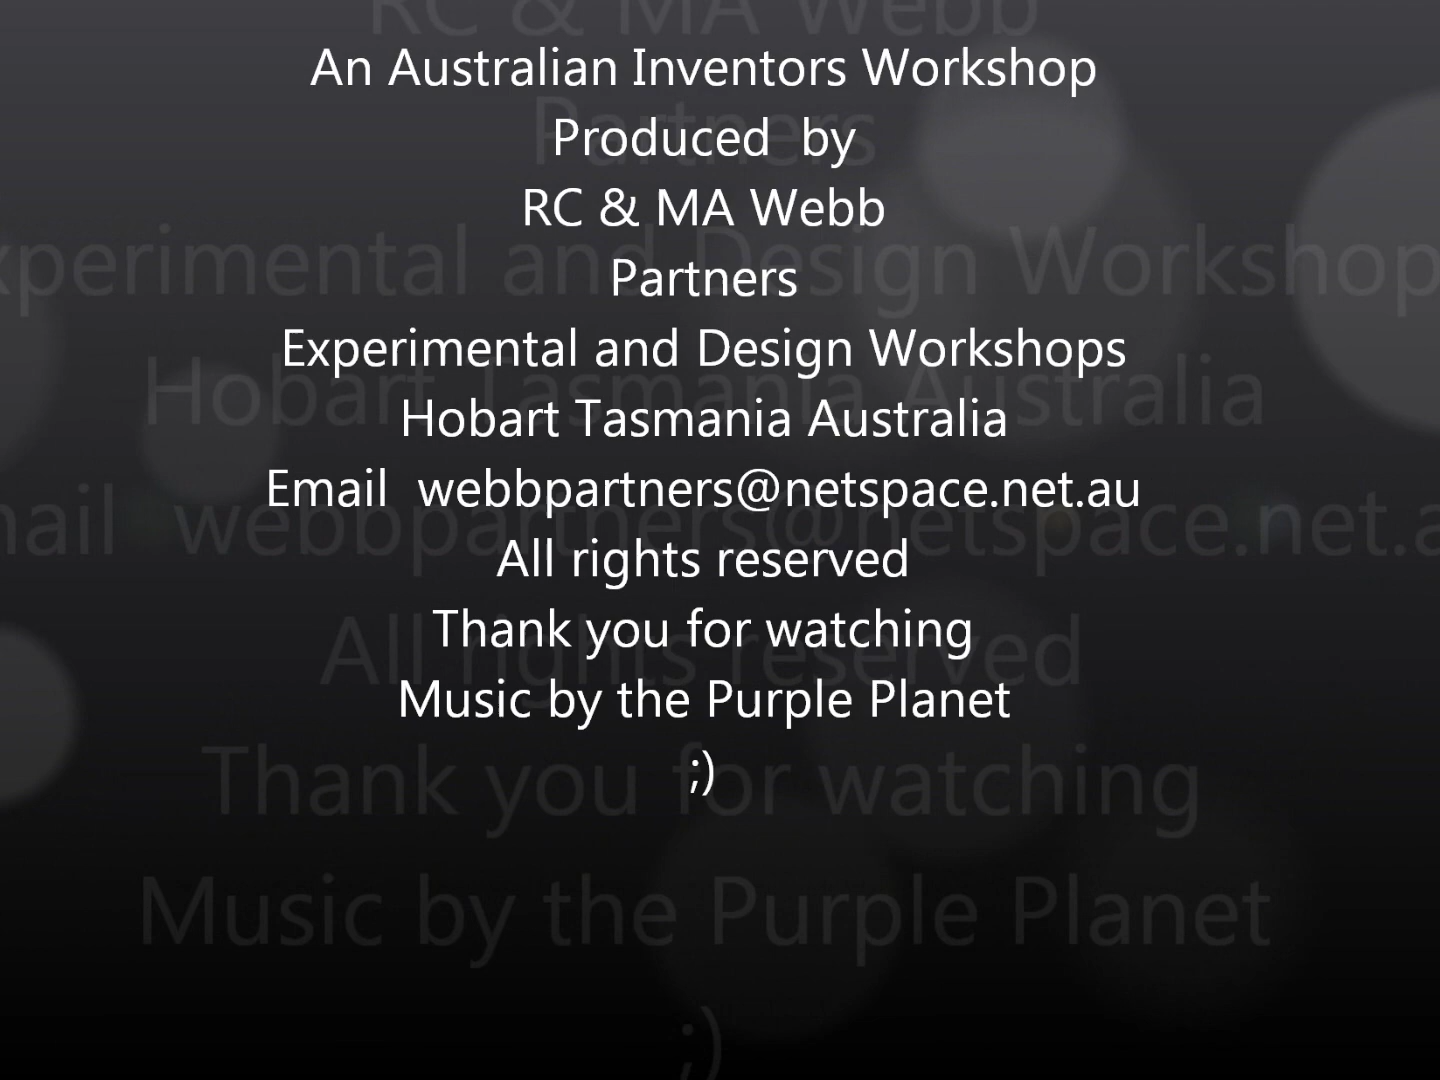 An Australian Inventors Workshop
Produced  by
RC & MA Webb
Partners
Experimental and Design Workshops
Hobart Tasmania Australia
Email  webbpartners@netspace.net.au
All rights reserved
Thank you for watching
Music by the Purple Planet
;)